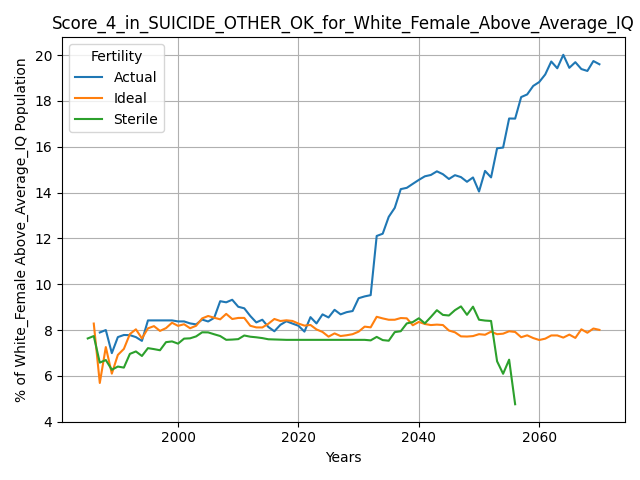 Score_4_in_SUICIDE_OTHER_OK_for_White_Female_Above_Average_IQ
% of White_Female Above_Average_IQ Population
20
18
16
14
12
10
8
6
4
Fertility
Actual
Ideal
Sterile
2000 2020 2040 2060
Years